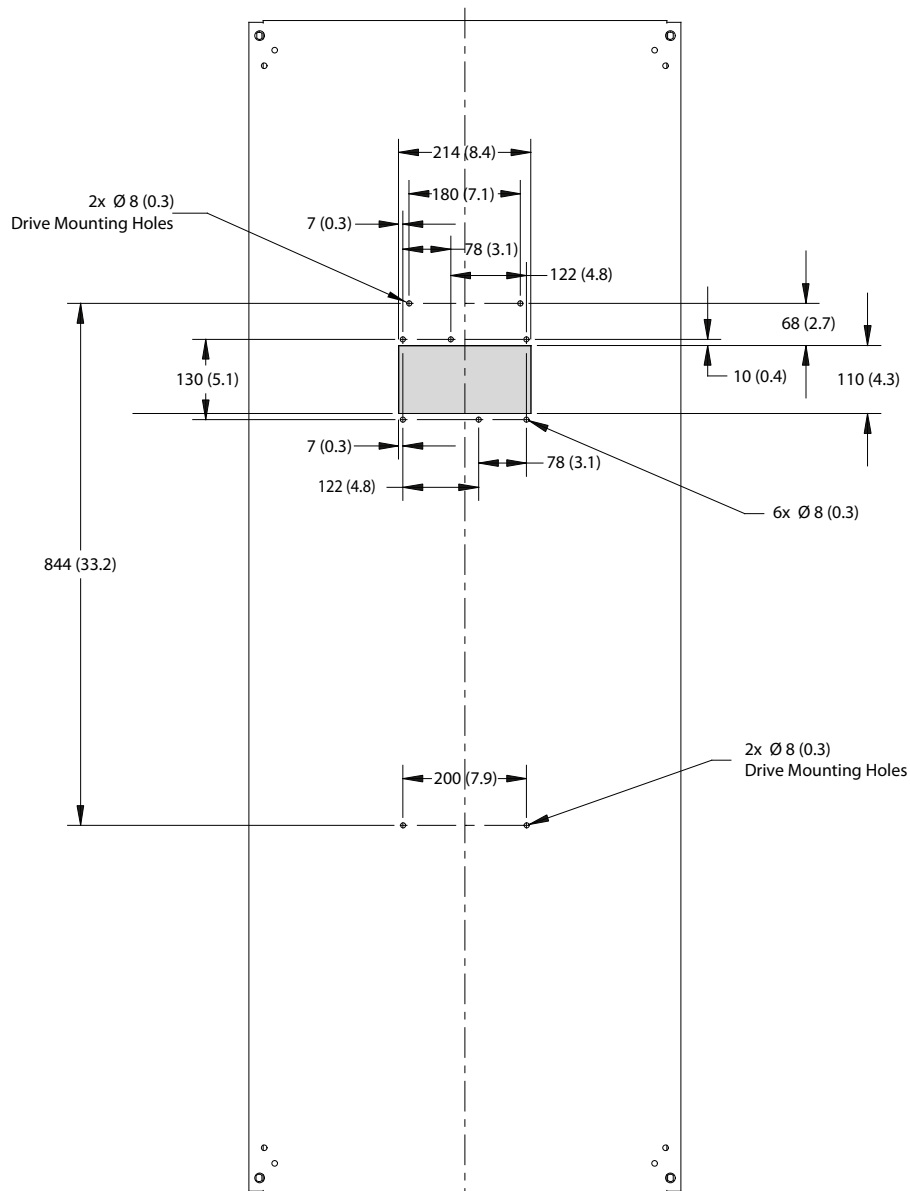 214 (8.4)
180 (7.1)
2x Ø 8 (0.3)
Drive Mounting Holes
7 (0.3)
78 (3.1)
122 (4.8)
68 (2.7)
130 (5.1)
10 (0.4)
110 (4.3)
7 (0.3)
78 (3.1)
122 (4.8)
6x Ø 8 (0.3)
844 (33.2)
2x Ø 8 (0.3)
Drive Mounting Holes
200 (7.9)